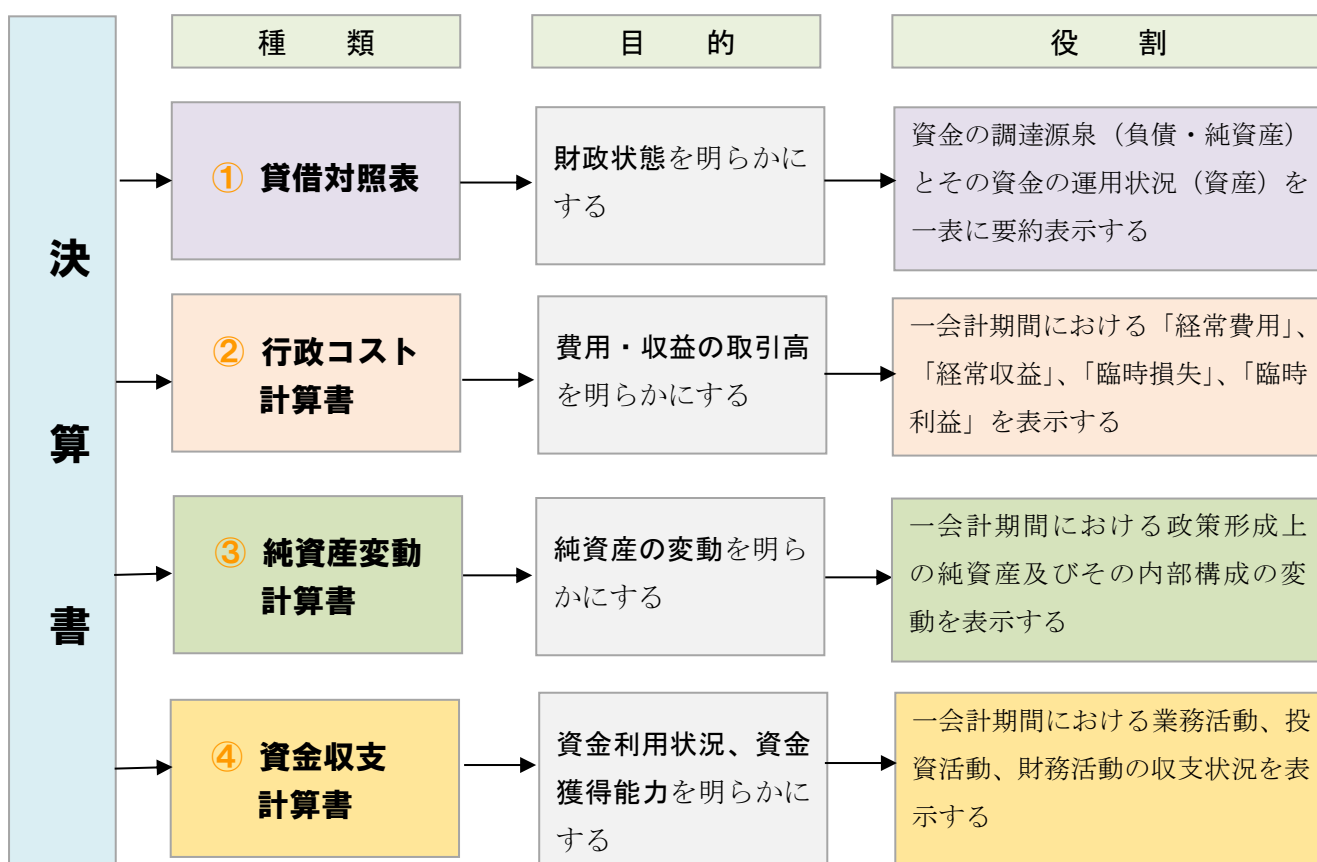 決算書
種　類
目　的
役　割
① 貸借対照表
財政状態を明らかに
する
資金の調達源泉（負債・純資産）
とその資金の運用状況（資産）を
一表に要約表示する
② 行政コスト
計算書
費用・収益の取引高
を明らかにする
一会計期間における「経常費用」、
「経常収益」、「臨時損失」、「臨時
利益」を表示する
③ 純資産変動
計算書
純資産の変動を明ら
かにする
一会計期間における政策形成上
の純資産及びその内部構成の変
動を表示する
④ 資金収支
計算書
資金利用状況、資金
獲得能力を明らかに
する
一会計期間における業務活動、投
資活動、財務活動の収支状況を表
示する